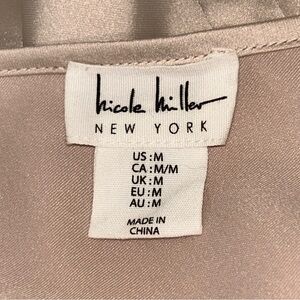 nicole miller
NEW YORK
US:M
CA:M/M
UK:M
EU:M
AU:M
MADE IN
CHINA